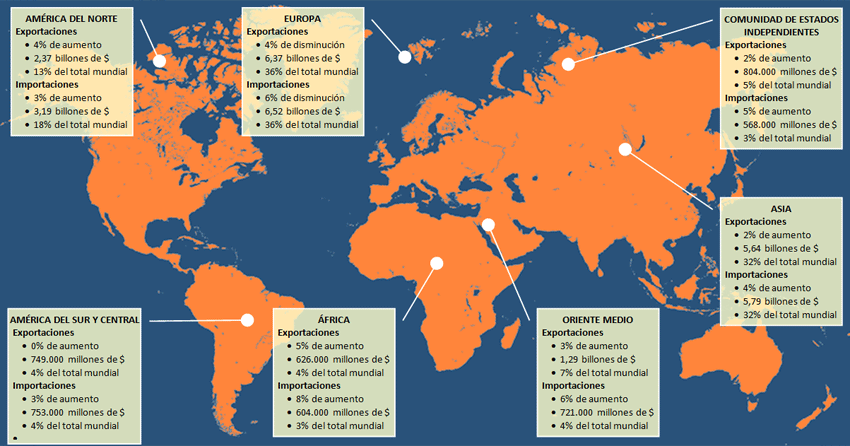 AMÉRICA DEL NORTE
Exportaciones
• 4% de aumento
• 2,37 billones de $
• 13% del total mundial
Importaciones
• 3% de aumento
• 3,19 billones de $
• 18% del total mundial
EUROPA
Exportaciones
• 4% de disminución
• 6,37 billones de $
• 36% del total mundial
Importaciones
• 6% de disminución
• 6,52 billones de $
• 36% del total mundial
COMUNIDAD DE ESTADOS
INDEPENDIENTES
Exportaciones
• 2% de aumento
• 804.000 millones de $
• 5% del total mundial
Importaciones
• 5% de aumento
• 568.000 millones de $
• 3% del total mundial
ASIA
Exportaciones
• 2% de aumento
• 5,64 billones de $
• 32% del total mundial
Importaciones
• 4% de aumento
• 5,79 billones de $
• 32% del total mundial
AMÉRICA DEL SUR Y CENTRAL
Exportaciones
• 0% de aumento
• 749.000 millones de $
• 4% del total mundial
Importaciones
• 3% de aumento
• 753.000 millones de $
• 4% del total mundial
•
ÁFRICA
Exportaciones
• 5% de aumento
• 626.000 millones de $
• 4% del total mundial
Importaciones
• 8% de aumento
• 604.000 millones de $
• 3% del total mundial
ORIENTE MEDIO
Exportaciones
• 3% de aumento
• 1,29 billones de $
• 7% del total mundial
Importaciones
• 6% de aumento
• 721.000 millones de $
• 4% del total mundial